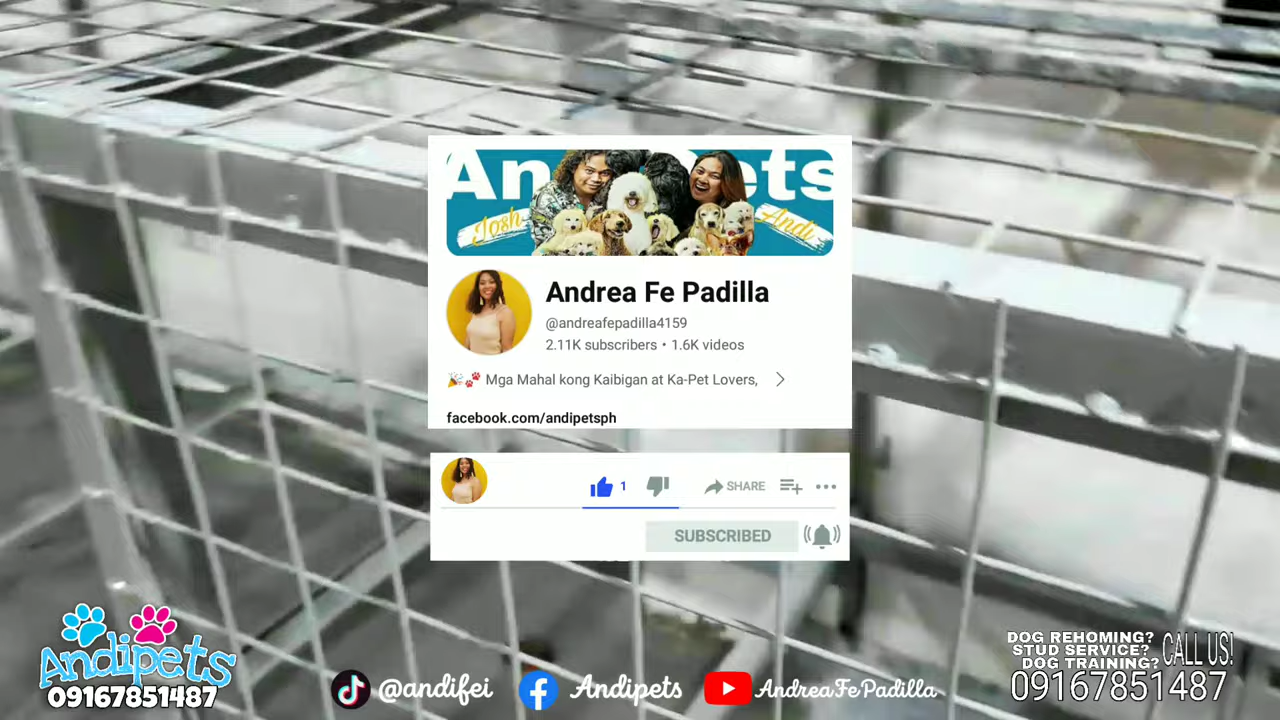 Andipets
Josh
Andi
Andrea Fe Padilla
@andreafepadilla4159
2.11K subscribers • 1.6K videos
🎉🐾 Mga Mahal kong Kaibigan at Ka-Pet Lovers,
facebook.com/andipetsph
1
SHARE
SUBSCRIBED
Andipets
09167851487
@andifei
Andipets
AndreaFePadilla
DOG REHOMING?
STUD SERVICE?
DOG TRAINING?
CALL US!
09167851487